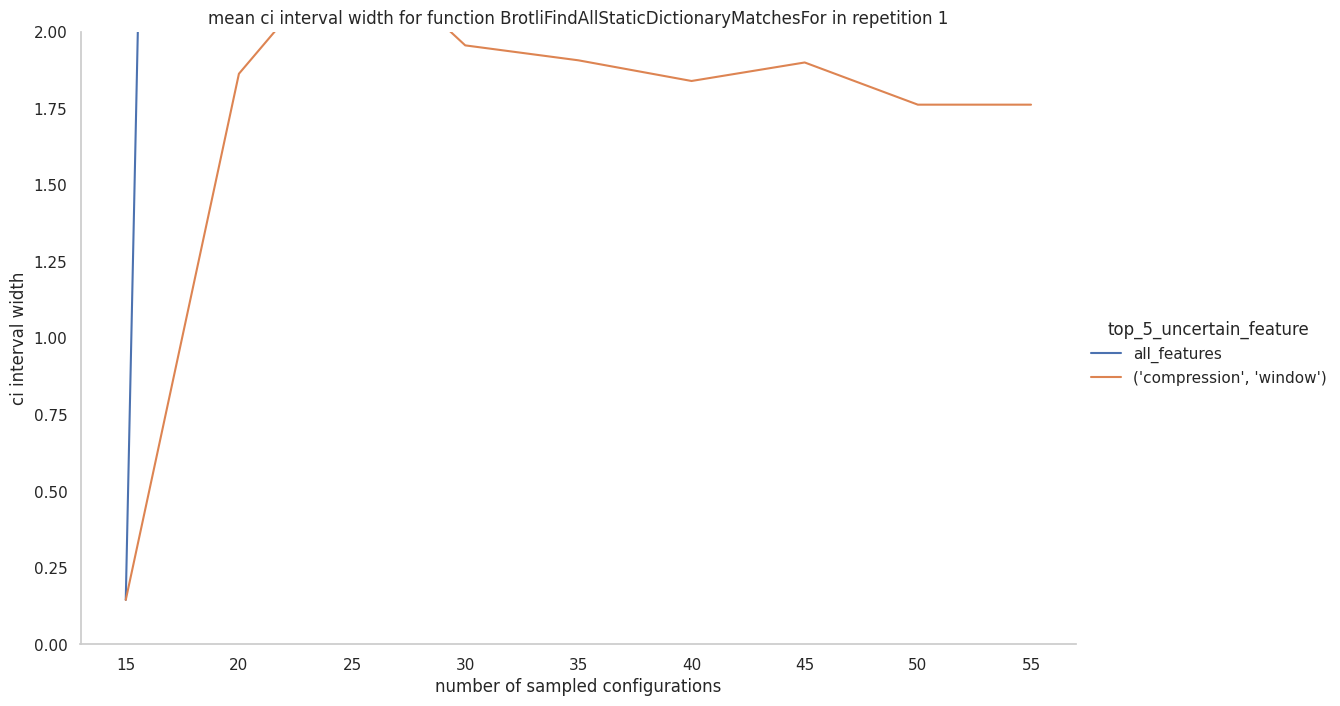 mean ci interval width for function BrotliFindAllStaticDictionaryMatchesFor in repetition 1
2.00
1.75
1.50
1.25
1.00
0.75
0.50
0.25
0.00
ci interval width
15 20 25 30 35 40 45 50 55
number of sampled configurations
top_5_uncertain_feature
all_features
('compression', 'window')